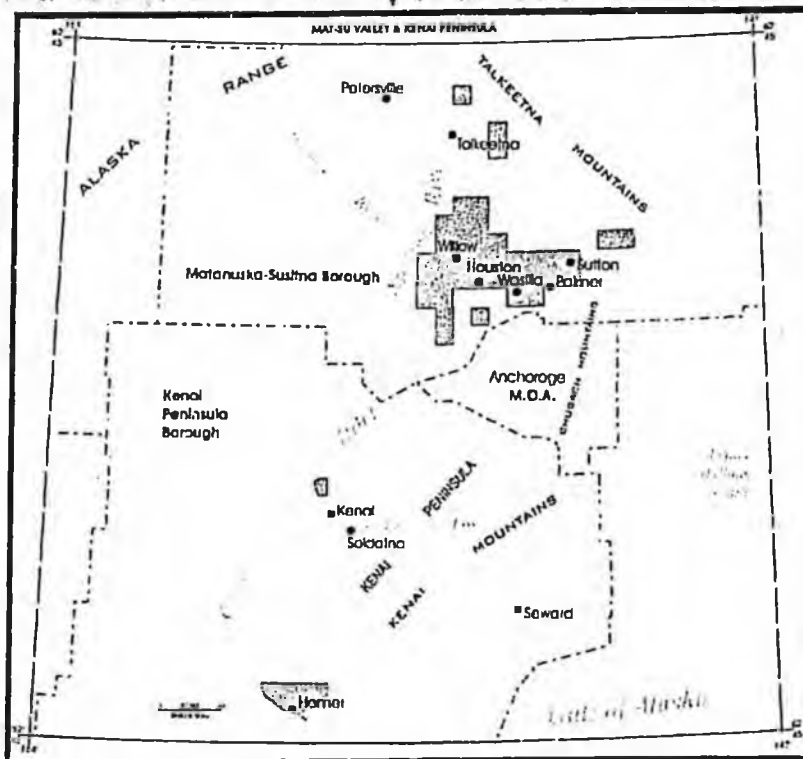 MAT-SU VALLEY & KENAI PENINSULA
ALASKA
RANGE
Petersville
TALKEETNA
MOUNTAINS
Talkeetna
Willow
Houston
Wasilla
Sutton
Palmer
Matanuska-Susitna Borough
CHUGACH MOUNTAINS
Anchorage
M.O.A.
Kenai
Peninsula
Borough
Kenai
Soldotna
KENAI
PENINSULA
KENAI
MOUNTAINS
Seward
Homer
Gulf of Alaska